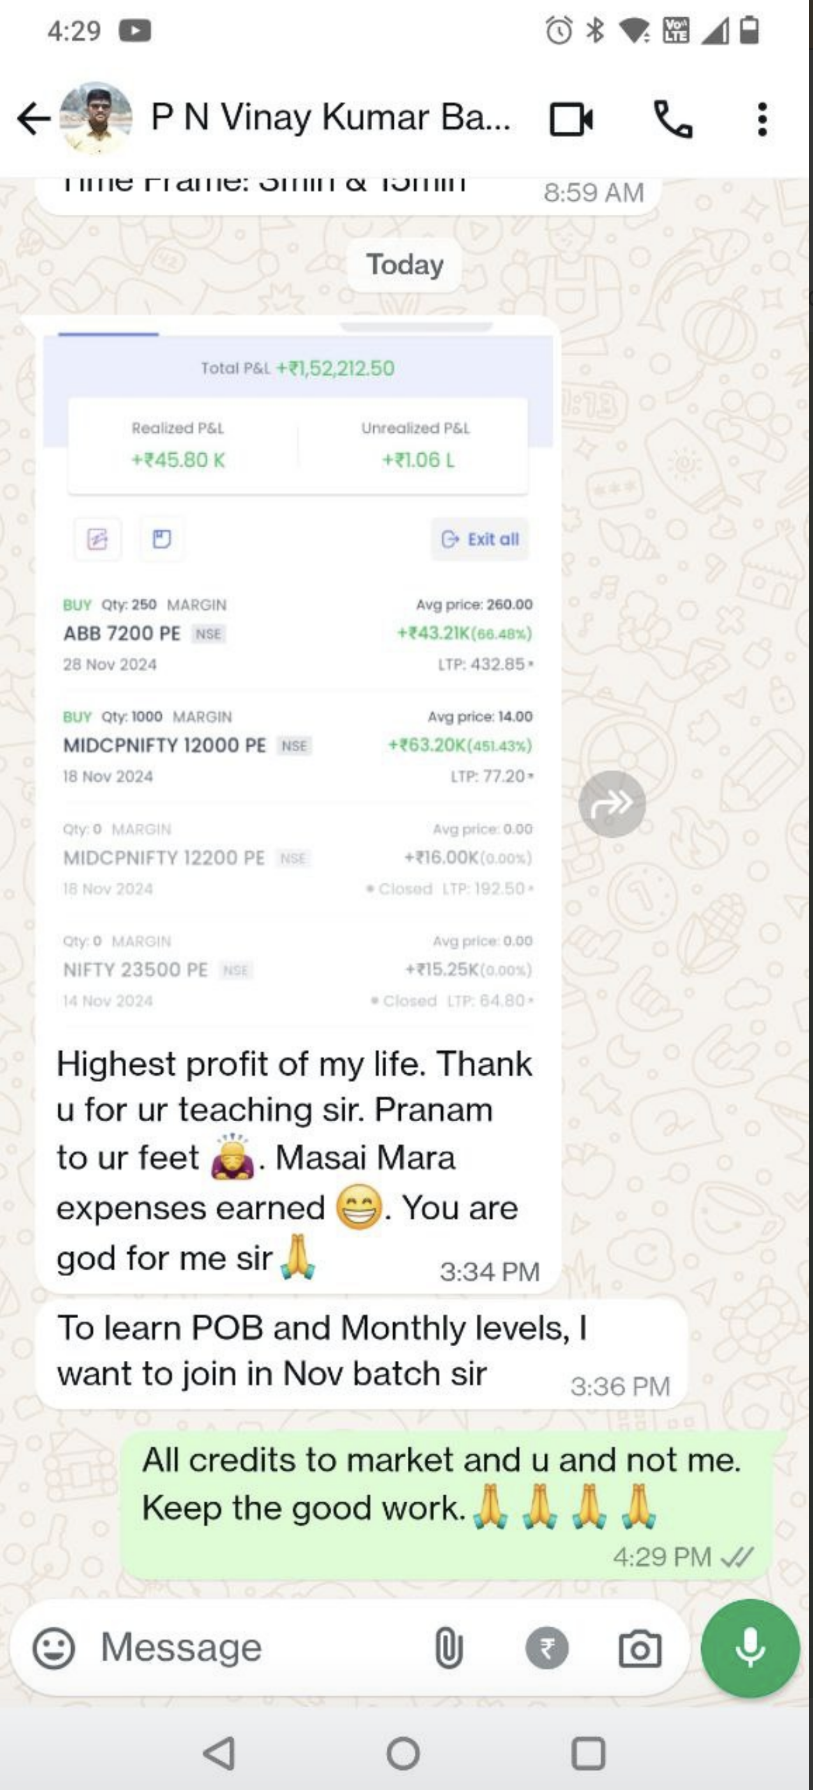 4:29
VoD LTE
P N Vinay Kumar Ba...
Time Frame: 3min & 15min
8:59 AM
Today
Total P&L +₹1,52,212.50
Realized P&L Unrealized P&L
+₹45.80 K +₹1.06 L
Exit all
BUY Qty: 250 MARGIN Avg price: 260.00
ABB 7200 PE NSE +₹43.21K(66.48%)
28 Nov 2024 LTP: 432.85
BUY Qty: 1000 MARGIN Avg price: 14.00
MIDCPNIFTY 12000 PE NSE +₹63.20K(451.43%)
18 Nov 2024 LTP: 77.20
Qty: 0 MARGIN Avg price: 0.00
MIDCPNIFTY 12200 PE NSE +₹16.00K(0.00%)
18 Nov 2024 Closed LTP: 192.50
Qty: 0 MARGIN Avg price: 0.00
NIFTY 23500 PE NSE +₹15.25K(0.00%)
14 Nov 2024 Closed LTP: 64.80
Highest profit of my life. Thank
u for ur teaching sir. Pranam
to ur feet 🙇. Masai Mara
expenses earned 😁. You are
god for me sir🙏
3:34 PM
To learn POB and Monthly levels, I
want to join in Nov batch sir
3:36 PM
All credits to market and u and not me.
Keep the good work.🙏🙏🙏🙏
4:29 PM
Message